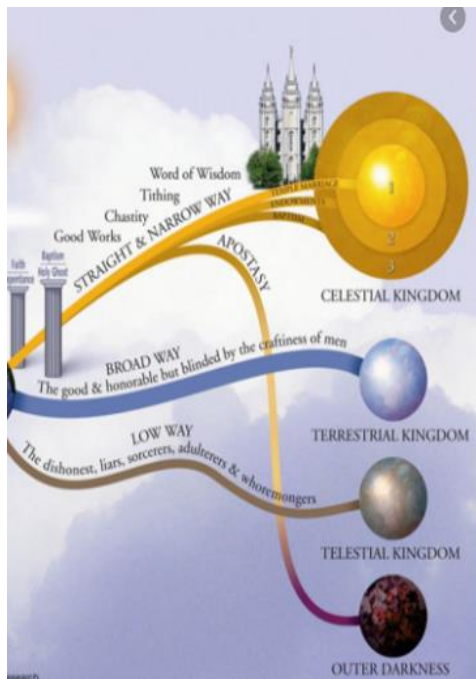 Word of Wisdom
Tithing
Chastity
Good Works
STRAIGHT & NARROW WAY
TEMPLE MARRIAGE
ENDOWMENTS
BAPTISM
1
2
3
CELESTIAL KINGDOM
APOSTASY
Faith
Baptism
Holy Ghost
BROAD WAY
The good & honorable but blinded by the craftiness of men
TERRESTRIAL KINGDOM
LOW WAY
The dishonest, liars, sorcerers, adulterers & whoremongers
TELESTIAL KINGDOM
OUTER DARKNESS